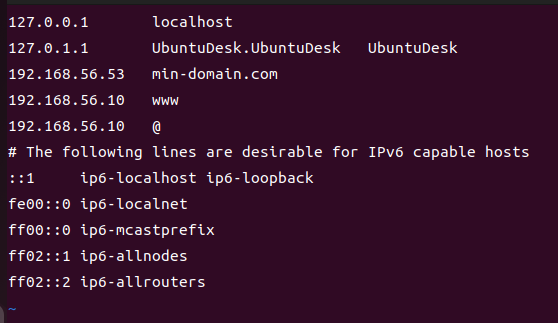 127.0.0.1 localhost
127.0.1.1 UbuntuDesk.UbuntuDesk UbuntuDesk
192.168.56.53 min-domain.com
192.168.56.10 www
192.168.56.10 @
# The following lines are desirable for IPv6 capable hosts
::1 ip6-localhost ip6-loopback
fe00::0 ip6-localnet
ff00::0 ip6-mcastprefix
ff02::1 ip6-allnodes
ff02::2 ip6-allrouters
~